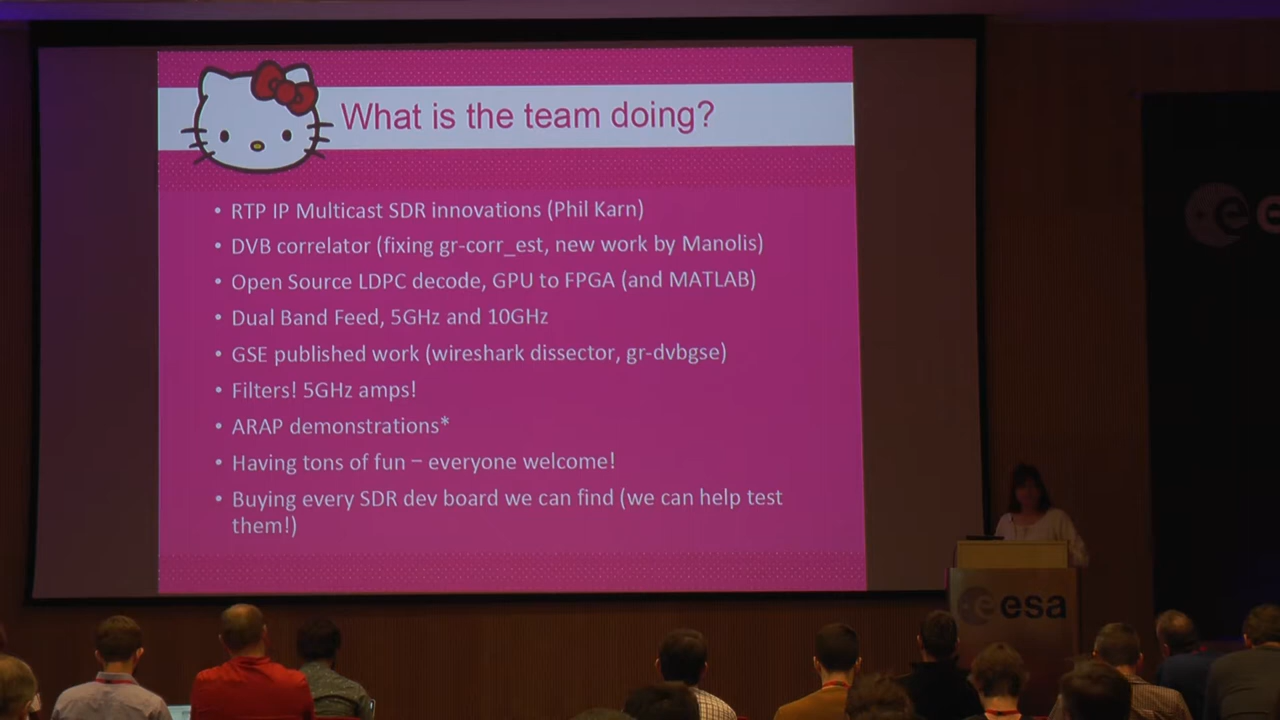 What is the team doing?
• RTP IP Multicast SDR innovations (Phil Karn)
• DVB correlator (fixing gr-corr_est, new work by Manolis)
• Open Source LDPC decode, GPU to FPGA (and MATLAB)
• Dual Band Feed, 5GHz and 10GHz
• GSE published work (wireshark dissector, gr-dvbgse)
• Filters! 5GHz amps!
• ARAP demonstrations*
• Having tons of fun – everyone welcome!
• Buying every SDR dev board we can find (we can help test
them!)
esa